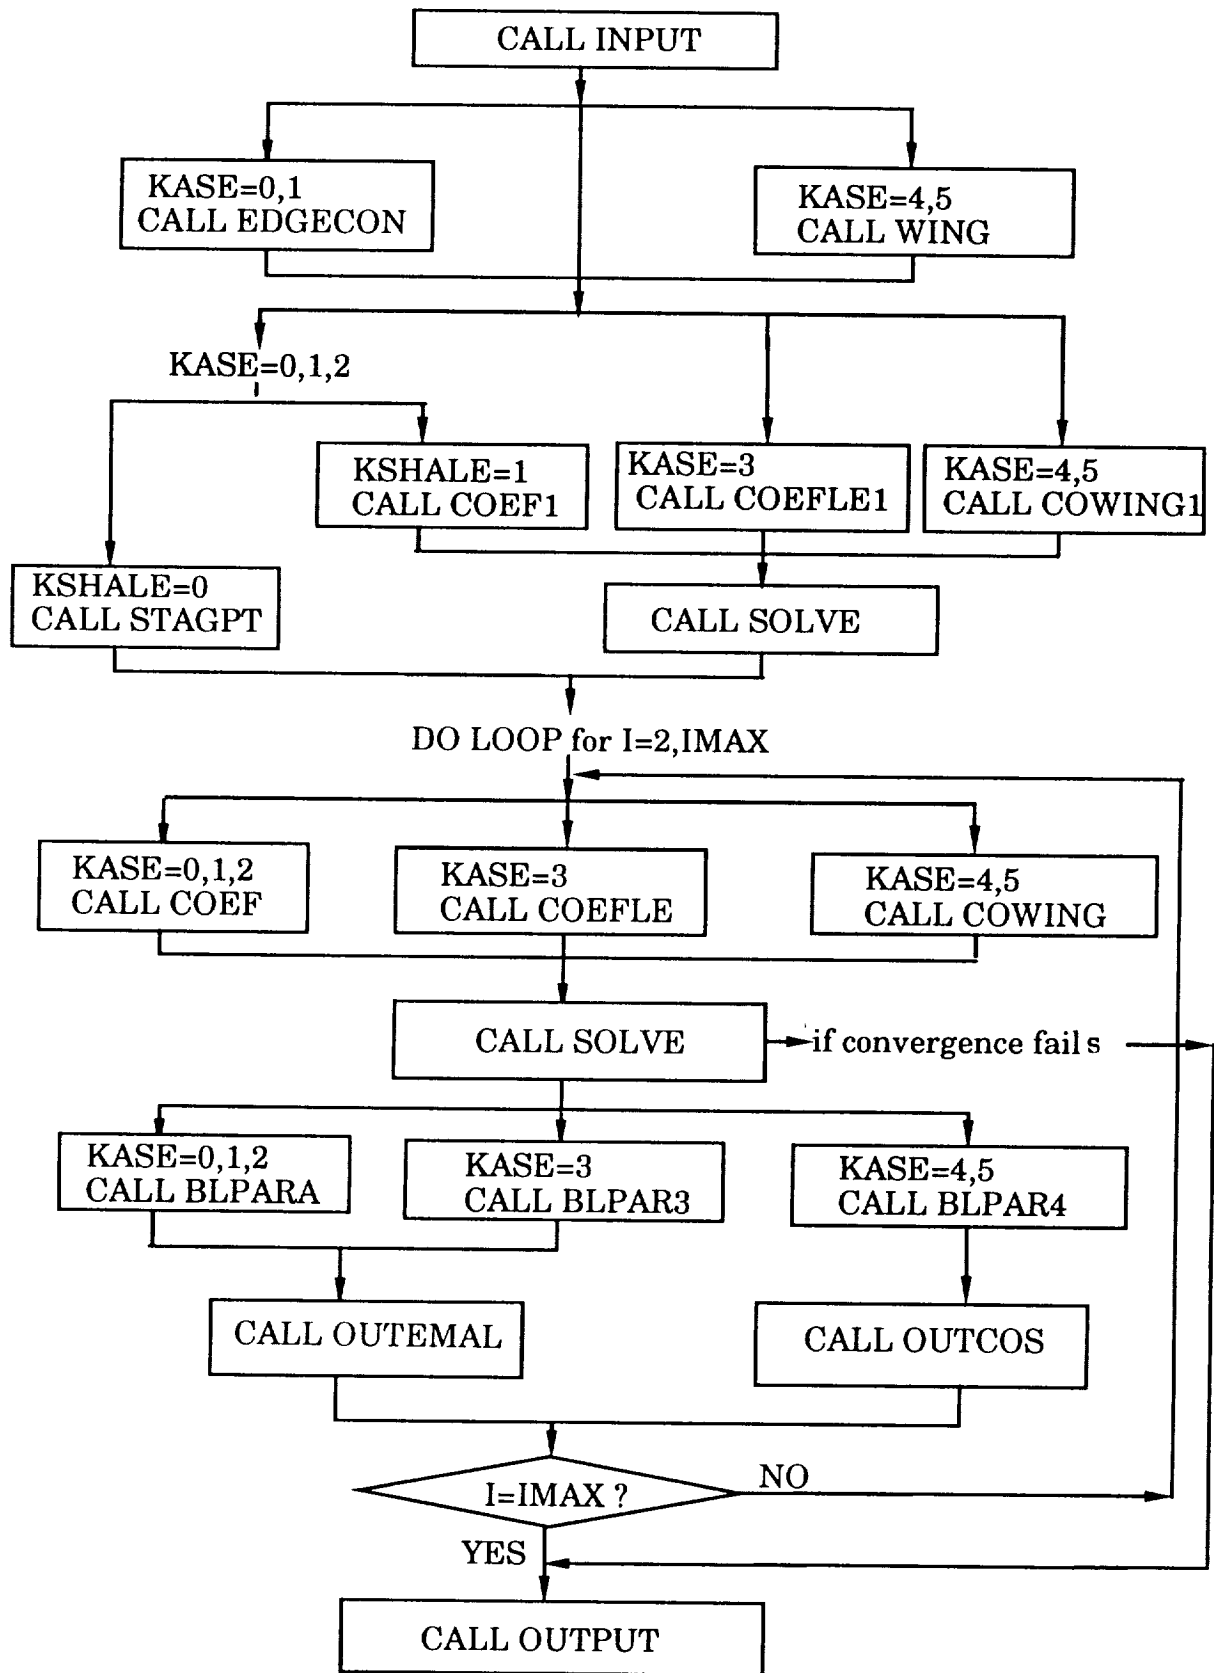 CALL INPUT
KASE=0,1
CALL EDGECON
KASE=4,5
CALL WING
KASE=0,1,2
KSHALE=1
CALL COEF1
KASE=3
CALL COEFLE1
KASE=4,5
CALL COWING1
KSHALE=0
CALL STAGPT
CALL SOLVE
DO LOOP for I=2,IMAX
KASE=0,1,2
CALL COEF
KASE=3
CALL COEFLE
KASE=4,5
CALL COWING
CALL SOLVE
if convergence fails
KASE=0,1,2
CALL BLPARA
KASE=3
CALL BLPAR3
KASE=4,5
CALL BLPAR4
CALL OUTEMAL
CALL OUTCOS
I=IMAX ?
NO
YES
CALL OUTPUT